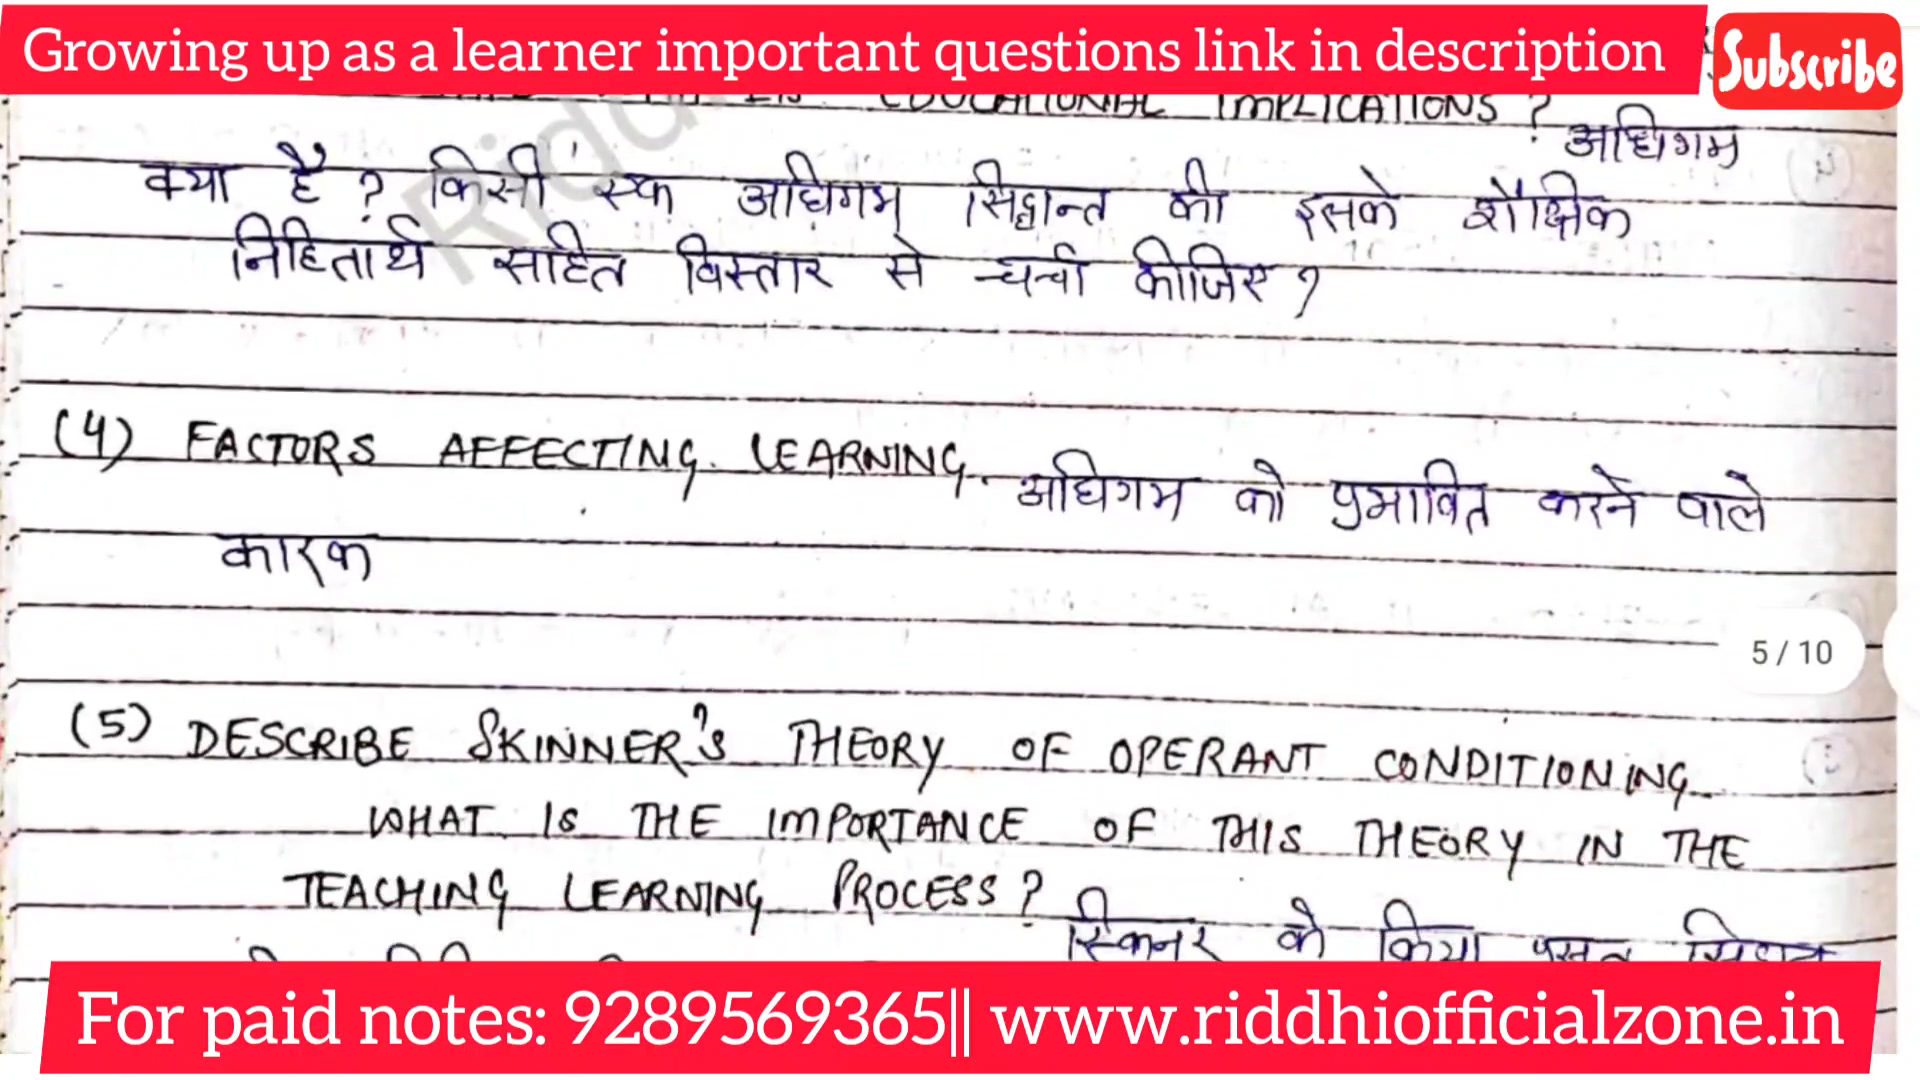 Growing up as a learner important questions link in description
Subscribe
EDUCATIONAL IMPLICATIONS ? अधिगम
क्या है ? किसी एक अधिगम सिद्धान्त की इसके शैक्षिक
निहितार्थ सहित विस्तार से चर्चा कीजिए ?
(4) FACTORS AFFECTING LEARNING. अधिगम को प्रभावित करने वाले
कारक
5 / 10
(5) DESCRIBE SKINNER'S THEORY OF OPERANT CONDITIONING
WHAT IS THE IMPORTANCE OF THIS THEORY IN THE
TEACHING LEARNING PROCESS ? स्किनर के क्रिया
For paid notes: 9289569365|| www.riddhiofficialzone.in